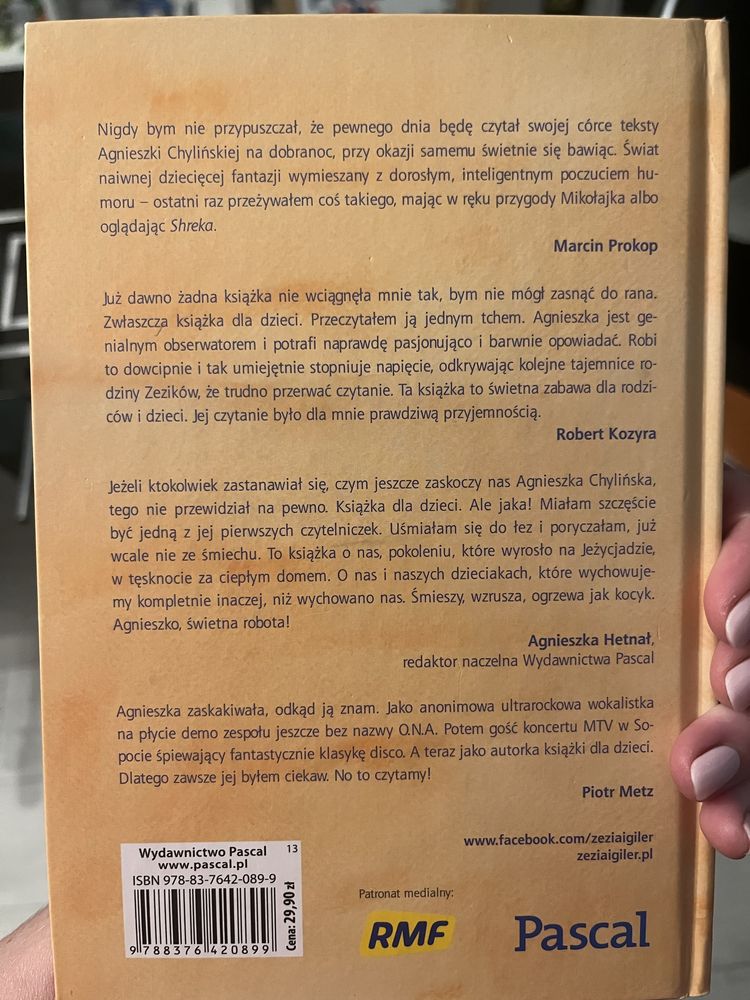 Nigdy bym nie przypuszczał, że pewnego dnia będę czytał swojej córce teksty
Agnieszki Chylińskiej na dobranoc, przy okazji samemu świetnie się bawiąc. Świat
naiwnej dziecięcej fantazji wymieszany z dorosłym, inteligentnym poczuciem hu-
moru – ostatni raz przeżywałem coś takiego, mając w ręku przygody Mikołajka albo
oglądając Shreka.
Marcin Prokop
Już dawno żadna książka nie wciągnęła mnie tak, bym nie mógł zasnąć do rana.
Zwłaszcza książka dla dzieci. Przeczytałem ją jednym tchem. Agnieszka jest ge-
nialnym obserwatorem i potrafi naprawdę pasjonująco i barwnie opowiadać. Robi
to dowcipnie i tak umiejętnie stopniuje napięcie, odkrywając kolejne tajemnice ro-
dziny Zezików, że trudno przerwać czytanie. Ta książka to świetna zabawa dla rodzi-
ców i dzieci. Jej czytanie było dla mnie prawdziwą przyjemnością.
Robert Kozyra
Jeżeli ktokolwiek zastanawiał się, czym jeszcze zaskoczy nas Agnieszka Chylińska,
tego nie przewidział na pewno. Książka dla dzieci. Ale jaka! Miałam szczęście
być jedną z jej pierwszych czytelniczek. Uśmiałam się do łez i poryczałam, już
wcale nie ze śmiechu. To książka o nas, pokoleniu, które wyrosło na Jeżycjadzie,
w tęsknocie za ciepłym domem. O nas i naszych dzieciakach, które wychowuje-
my kompletnie inaczej, niż wychowano nas. Śmieszy, wzrusza, ogrzewa jak kocyk.
Agnieszko, świetna robota!
Agnieszka Hetnał,
redaktor naczelna Wydawnictwa Pascal
Agnieszka zaskakiwała, odkąd ją znam. Jako anonimowa ultrarockowa wokalistka
na płycie demo zespołu jeszcze bez nazwy O.N.A. Potem gość koncertu MTV w So-
pocie śpiewający fantastycznie klasykę disco. A teraz jako autorka książki dla dzieci.
Dlatego zawsze jej byłem ciekaw. No to czytamy!
Piotr Metz
www.facebook.com/zeziaigiler
zeziaigiler.pl
Wydawnictwo Pascal 13
www.pascal.pl
ISBN 978-83-7642-089-9
9 788376 420899
Cena: 29,90 zł
Patronat medialny:
RMF
Pascal